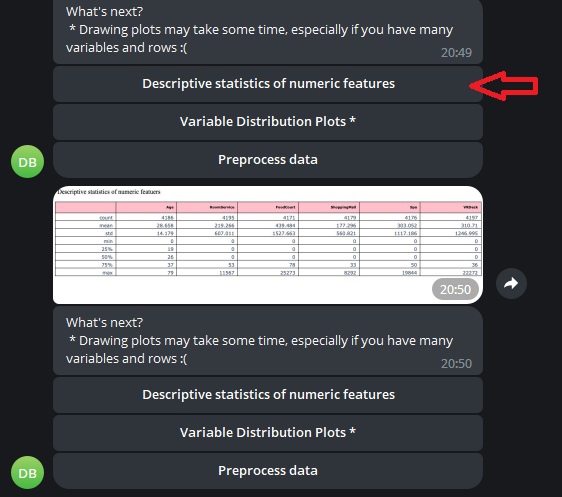 What's next?
* Drawing plots may take some time, especially if you have many
variables and rows :(
20:49
Descriptive statistics of numeric features
Variable Distribution Plots *
DB
Preprocess data
Descriptive statistics of numeric featuers
Age RoomService FoodCourt ShoppingMall Spa VRDeck
count 4186 4195 4171 4179 4176 4197
mean 28.658 219.266 439.484 177.296 303.052 310.71
std 14.179 607.011 1527.663 560.821 1117.186 1246.995
min 0 0 0 0 0 0
25% 19 0 0 0 0 0
50% 26 0 0 0 0 0
75% 37 53 78 33 50 36
max 79 11567 25273 8292 19844 22272
20:50
What's next?
* Drawing plots may take some time, especially if you have many
variables and rows :(
20:50
Descriptive statistics of numeric features
Variable Distribution Plots *
DB
Preprocess data